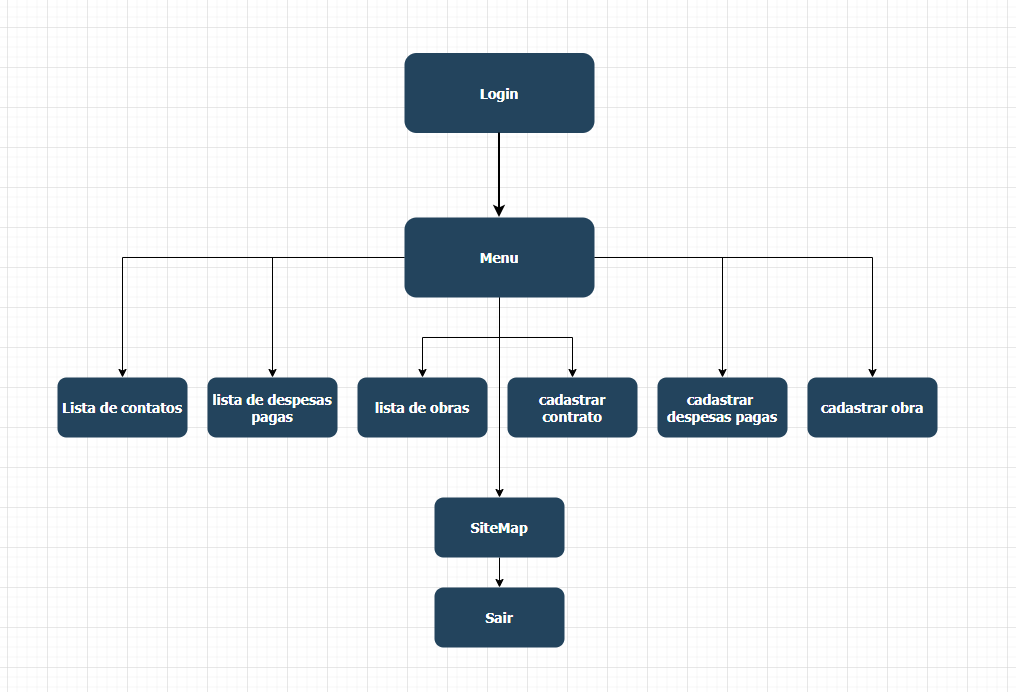 Login
Menu
Lista de contatos
lista de despesas
pagas
lista de obras
cadastrar
contrato
cadastrar
despesas pagas
cadastrar obra
SiteMap
Sair